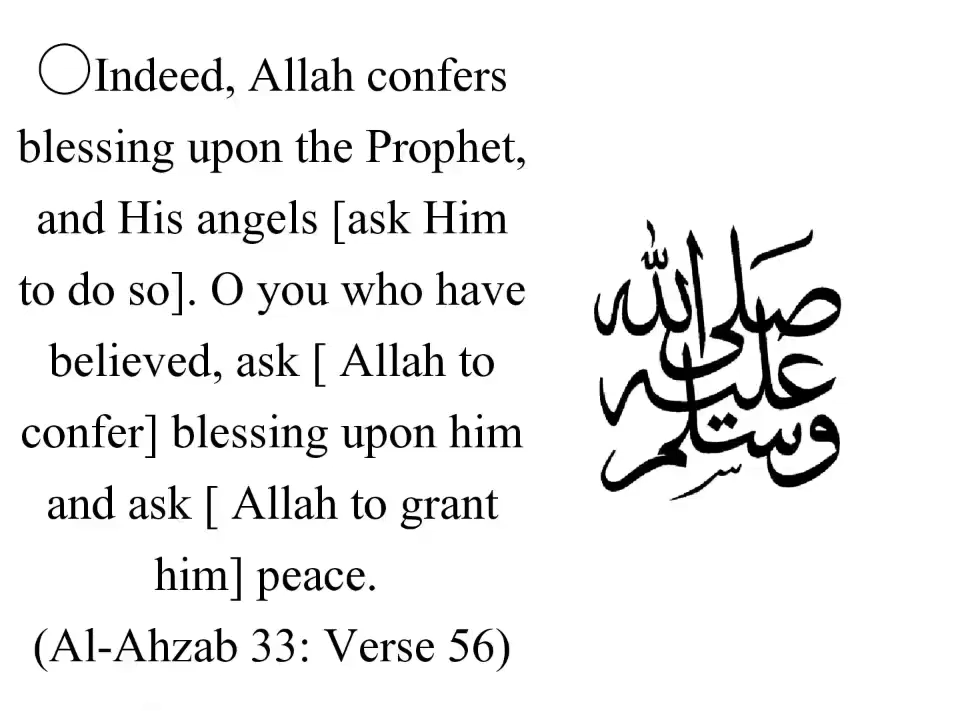 ◯Indeed, Allah confers
blessing upon the Prophet,
and His angels [ask Him
to do so]. O you who have
believed, ask [ Allah to
confer] blessing upon him
and ask [ Allah to grant
him] peace.
(Al-Ahzab 33: Verse 56)
صلى الله
عليه
وسلم